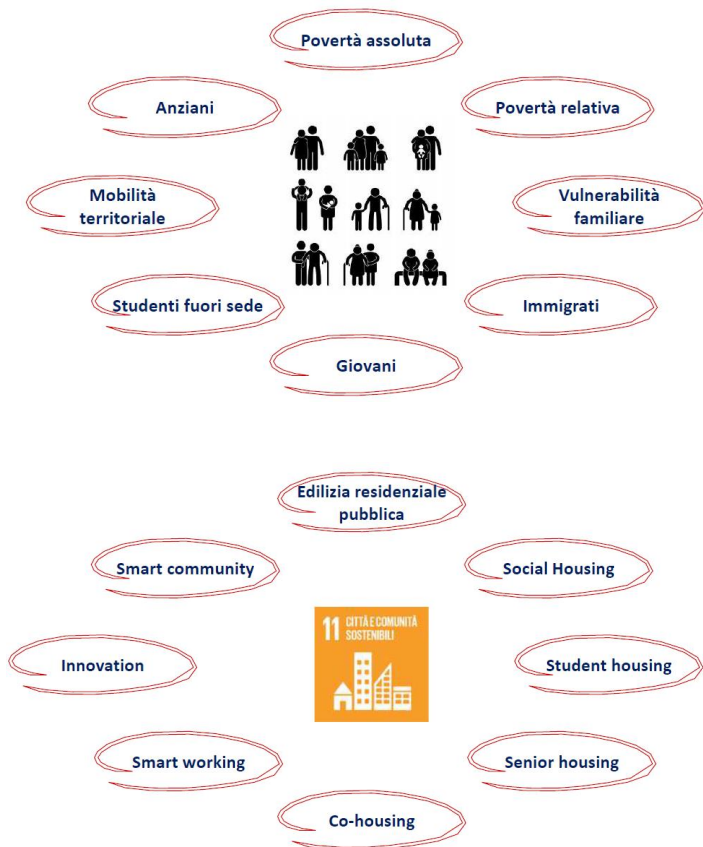 Povertà assoluta
Anziani
Povertà relativa
Mobilità
territoriale
Vulnerabilità
familiare
Studenti fuori sede
Immigrati
Giovani
Edilizia residenziale
pubblica
Smart community
Social Housing
11 CITTÀ E COMUNITÀ
SOSTENIBILI
Innovation
Student housing
Smart working
Senior housing
Co-housing